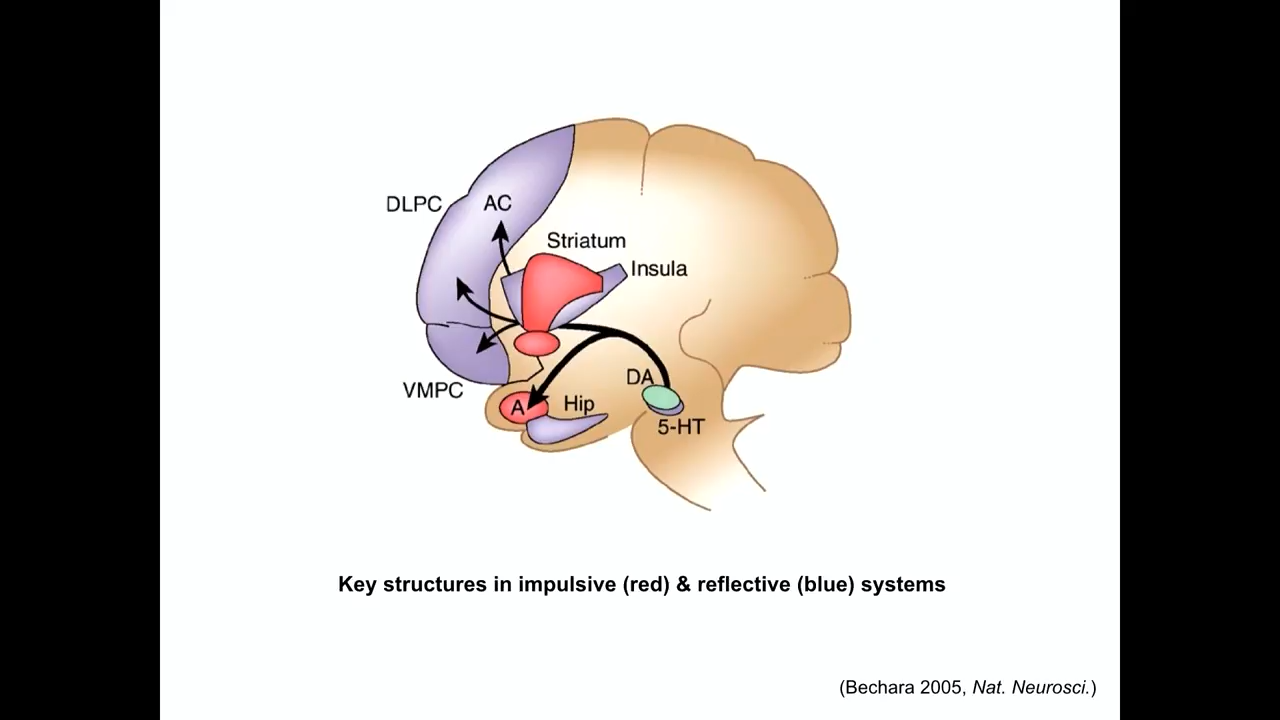 DLPC
AC
Striatum
Insula
VMPC
A
Hip
DA
5-HT
Key structures in impulsive (red) & reflective (blue) systems
(Bechara 2005, Nat. Neurosci.)